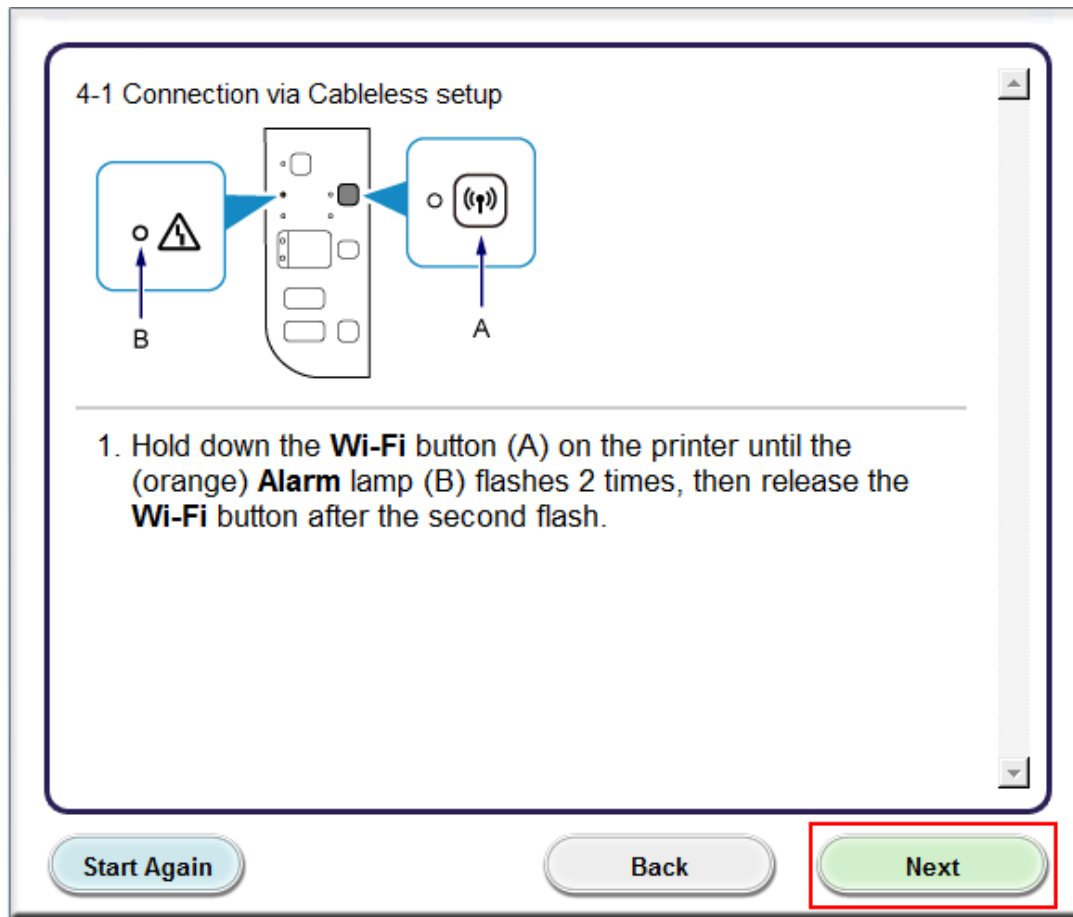 4-1 Connection via Cableless setup
B
A
1. Hold down the Wi-Fi button (A) on the printer until the
(orange) Alarm lamp (B) flashes 2 times, then release the
Wi-Fi button after the second flash.
Start Again
Back
Next